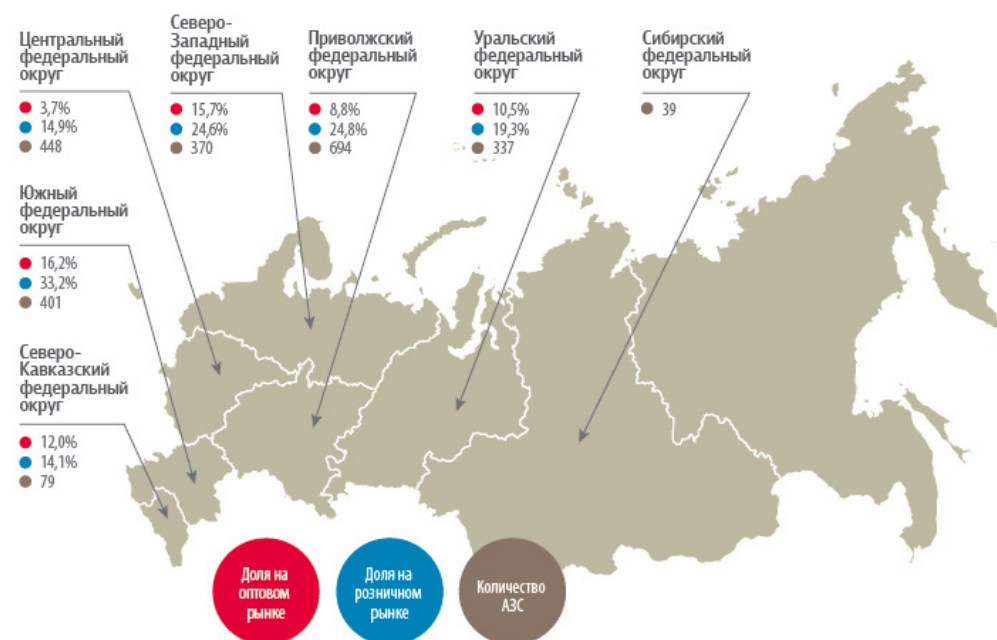 Центральный
федеральный
округ
3,7%
14,9%
448
Северо-
Западный
федеральный
округ
15,7%
24,6%
370
Приволжский
федеральный
округ
8,8%
24,8%
694
Уральский
федеральный
округ
10,5%
19,3%
337
Сибирский
федеральный
округ
39
Южный
федеральный
округ
16,2%
33,2%
401
Северо-
Кавказский
федеральный
округ
12,0%
14,1%
79
Доля на
оптовом
рынке
Доля на
розничном
рынке
Количество
АЗС